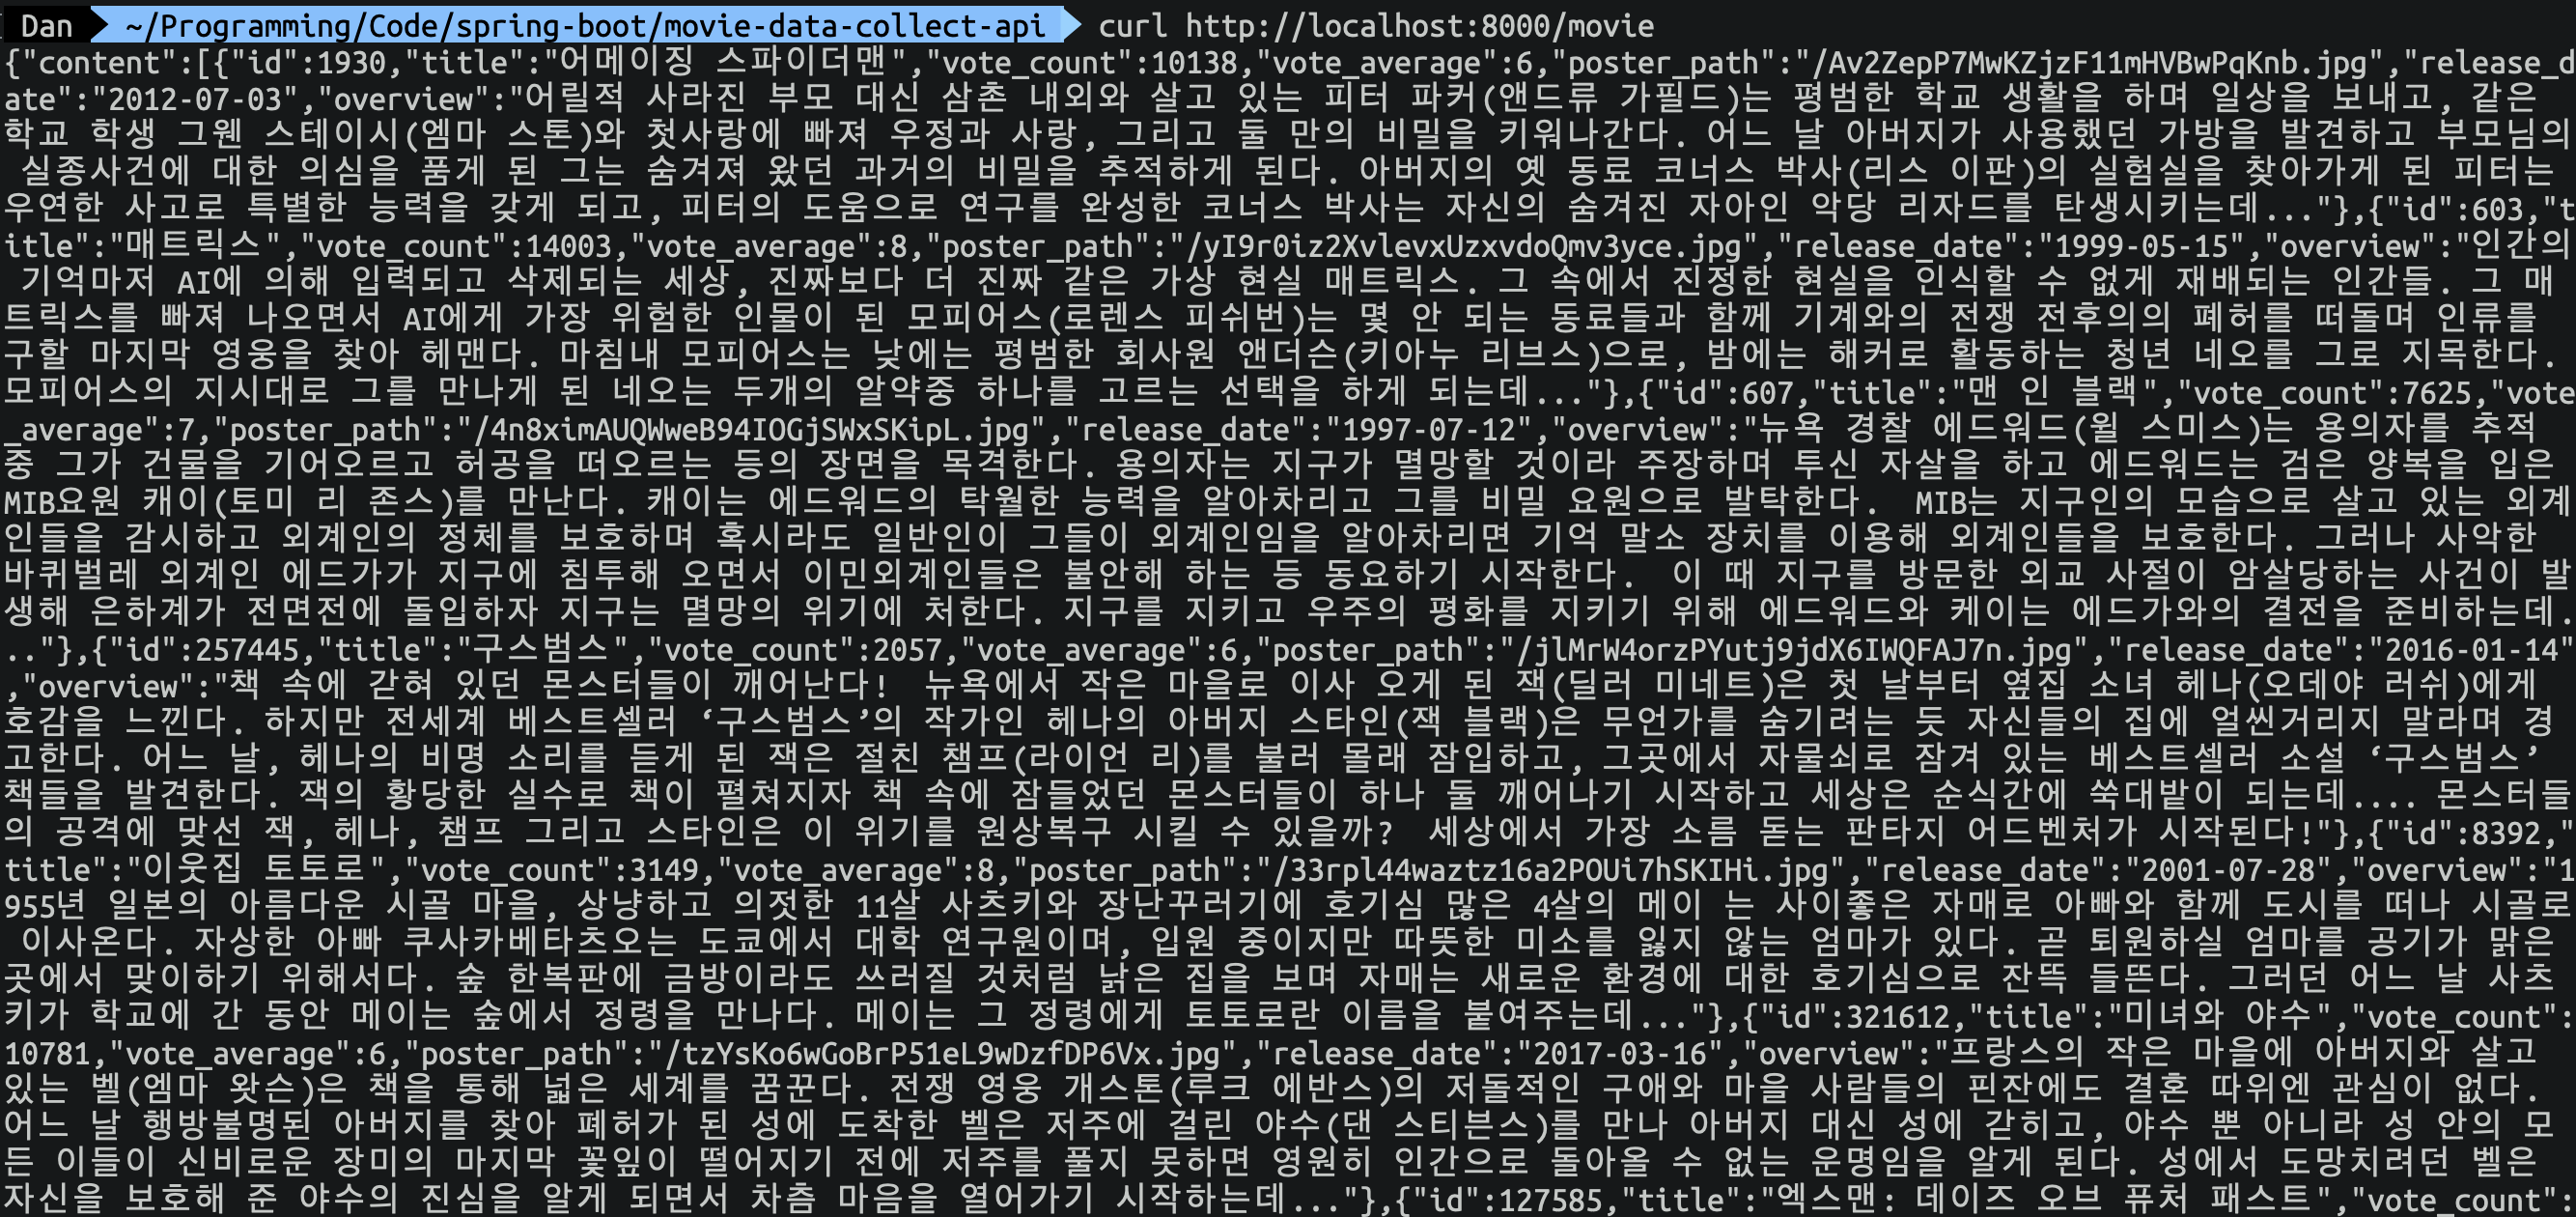 Dan ~/Programming/Code/spring-boot/movie-data-collect-api curl http://localhost:8000/movie
{"content":[{"id":1930,"title":"어메이징 스파이더맨","vote_count":10138,"vote_average":6,"poster_path":"/Av2ZepP7MwKZjzF11mHVBwPqKnb.jpg","release_d
ate":"2012-07-03","overview":"어릴적 사라진 부모 대신 삼촌 내외와 살고 있는 피터 파커(앤드류 가필드)는 평범한 학교 생활을 하며 일상을 보내고, 같은
학교 학생 그웬 스테이시(엠마 스톤)와 첫사랑에 빠져 우정과 사랑, 그리고 둘 만의 비밀을 키워나간다. 어느 날 아버지가 사용했던 가방을 발견하고 부모님의
실종사건에 대한 의심을 품게 된 그는 숨겨져 왔던 과거의 비밀을 추적하게 된다. 아버지의 옛 동료 코너스 박사(리스 이판)의 실험실을 찾아가게 된 피터는
우연한 사고로 특별한 능력을 갖게 되고, 피터의 도움으로 연구를 완성한 코너스 박사는 자신의 숨겨진 자아인 악당 리자드를 탄생시키는데..."},{"id":603,"t
itle":"매트릭스","vote_count":14003,"vote_average":8,"poster_path":"/yI9r0iz2XvlevxUzxvdoQmv3yce.jpg","release_date":"1999-05-15","overview":"인간의
기억마저 AI에 의해 입력되고 삭제되는 세상, 진짜보다 더 진짜 같은 가상 현실 매트릭스. 그 속에서 진정한 현실을 인식할 수 없게 재배되는 인간들. 그 매
트릭스를 빠져 나오면서 AI에게 가장 위험한 인물이 된 모피어스(로렌스 피쉬번)는 몇 안 되는 동료들과 함께 기계와의 전쟁 전후의의 폐허를 떠돌며 인류를
구할 마지막 영웅을 찾아 헤맨다. 마침내 모피어스는 낮에는 평범한 회사원 앤더슨(키아누 리브스)으로, 밤에는 해커로 활동하는 청년 네오를 그로 지목한다.
모피어스의 지시대로 그를 만나게 된 네오는 두개의 알약중 하나를 고르는 선택을 하게 되는데..."},{"id":607,"title":"맨 인 블랙","vote_count":7625,"vote
_average":7,"poster_path":"/4n8ximAUQWweB94IOGjSWxSKipL.jpg","release_date":"1997-07-12","overview":"뉴욕 경찰 에드워드(윌 스미스)는 용의자를 추적
중 그가 건물을 기어오르고 허공을 떠오르는 등의 장면을 목격한다. 용의자는 지구가 멸망할 것이라 주장하며 투신 자살을 하고 에드워드는 검은 양복을 입은
MIB요원 캐이(토미 리 존스)를 만난다. 캐이는 에드워드의 탁월한 능력을 알아차리고 그를 비밀 요원으로 발탁한다.  MIB는 지구인의 모습으로 살고 있는 외계
인들을 감시하고 외계인의 정체를 보호하며 혹시라도 일반인이 그들이 외계인임을 알아차리면 기억 말소 장치를 이용해 외계인들을 보호한다. 그러나 사악한
바퀴벌레 외계인 에드가가 지구에 침투해 오면서 이민외계인들은 불안해 하는 등 동요하기 시작한다.  이 때 지구를 방문한 외교 사절이 암살당하는 사건이 발
생해 은하계가 전면전에 돌입하자 지구는 멸망의 위기에 처한다. 지구를 지키고 우주의 평화를 지키기 위해 에드워드와 케이는 에드가와의 결전을 준비하는데.
.."},{"id":257445,"title":"구스범스","vote_count":2057,"vote_average":6,"poster_path":"/jlMrW4orzPYutj9jdX6IWQFAJ7n.jpg","release_date":"2016-01-14"
,"overview":"책 속에 갇혀 있던 몬스터들이 깨어난다!  뉴욕에서 작은 마을로 이사 오게 된 잭(딜러 미네트)은 첫 날부터 옆집 소녀 헤나(오데야 러쉬)에게
호감을 느낀다. 하지만 전세계 베스트셀러 ‘구스범스’의 작가인 헤나의 아버지 스타인(잭 블랙)은 무언가를 숨기려는 듯 자신들의 집에 얼씬거리지 말라며 경
고한다. 어느 날, 헤나의 비명 소리를 듣게 된 잭은 절친 챔프(라이언 리)를 불러 몰래 잠입하고, 그곳에서 자물쇠로 잠겨 있는 베스트셀러 소설 ‘구스범스’
책들을 발견한다. 잭의 황당한 실수로 책이 펼쳐지자 책 속에 잠들었던 몬스터들이 하나 둘 깨어나기 시작하고 세상은 순식간에 쑥대밭이 되는데.... 몬스터들
의 공격에 맞선 잭, 헤나, 챔프 그리고 스타인은 이 위기를 원상복구 시킬 수 있을까?  세상에서 가장 소름 돋는 판타지 어드벤처가 시작된다!"},{"id":8392,"
title":"이웃집 토토로","vote_count":3149,"vote_average":8,"poster_path":"/33rpl44waztz16a2POUi7hSKIHi.jpg","release_date":"2001-07-28","overview":"1
955년 일본의 아름다운 시골 마을, 상냥하고 의젓한 11살 사츠키와 장난꾸러기에 호기심 많은 4살의 메이 는 사이좋은 자매로 아빠와 함께 도시를 떠나 시골로
이사온다. 자상한 아빠 쿠사카베타츠오는 도쿄에서 대학 연구원이며, 입원 중이지만 따뜻한 미소를 잃지 않는 엄마가 있다. 곧 퇴원하실 엄마를 공기가 맑은
곳에서 맞이하기 위해서다. 숲 한복판에 금방이라도 쓰러질 것처럼 낡은 집을 보며 자매는 새로운 환경에 대한 호기심으로 잔뜩 들뜬다. 그러던 어느 날 사츠
키가 학교에 간 동안 메이는 숲에서 정령을 만나다. 메이는 그 정령에게 토토로란 이름을 붙여주는데..."},{"id":321612,"title":"미녀와 야수","vote_count":
10781,"vote_average":6,"poster_path":"/tzYsKo6wGoBrP51eL9wDzfDP6Vx.jpg","release_date":"2017-03-16","overview":"프랑스의 작은 마을에 아버지와 살고
있는 벨(엠마 왓슨)은 책을 통해 넓은 세계를 꿈꾼다. 전쟁 영웅 개스톤(루크 에반스)의 저돌적인 구애와 마을 사람들의 핀잔에도 결혼 따위엔 관심이 없다.
어느 날 행방불명된 아버지를 찾아 폐허가 된 성에 도착한 벨은 저주에 걸린 야수(댄 스티븐스)를 만나 아버지 대신 성에 갇히고, 야수 뿐 아니라 성 안의 모
든 이들이 신비로운 장미의 마지막 꽃잎이 떨어지기 전에 저주를 풀지 못하면 영원히 인간으로 돌아올 수 없는 운명임을 알게 된다. 성에서 도망치려던 벨은
자신을 보호해 준 야수의 진심을 알게 되면서 차츰 마음을 열어가기 시작하는데..."},{"id":127585,"title":"엑스맨: 데이즈 오브 퓨처 패스트","vote_count":